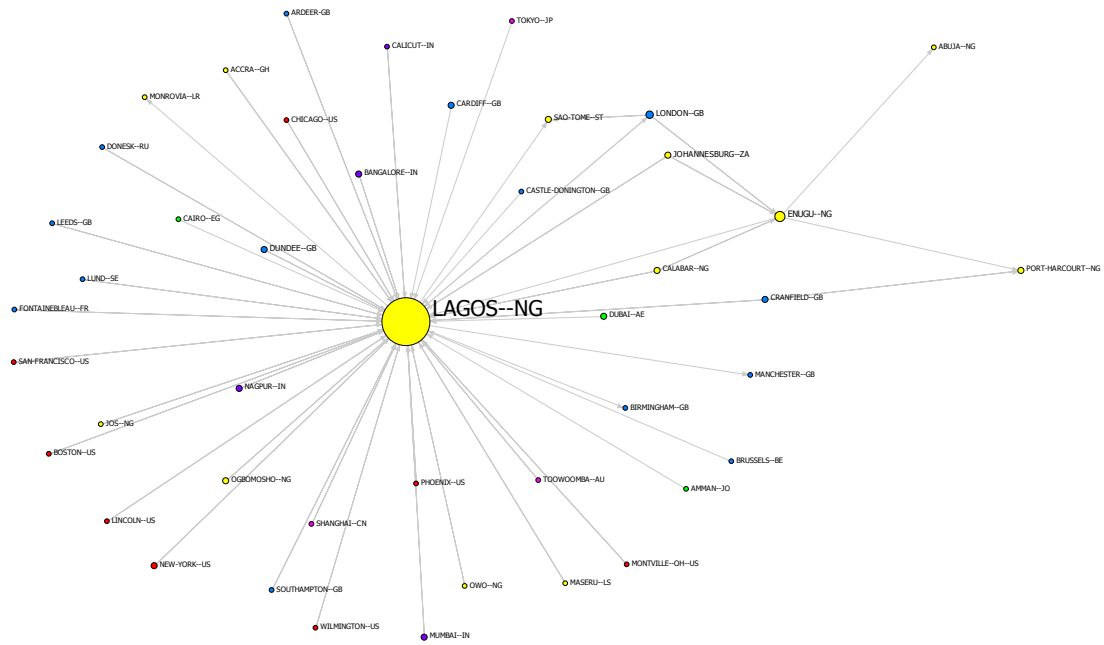 ARDEER-GB
TOKYO--JP
CALICUT--IN
ABUJA--NG
ACCRA--GH
MONROVIA--LR
CARDIFF--GB
CHICAGO--US
SAO-TOME--ST
LONDON--GB
DONESK--RU
JOHANNESBURG--ZA
BANGALORE--IN
CASTLE-DONINGTON--GB
ENUGU--NG
LEEDS--GB
CAIRO--EG
DUNDEE--GB
CALABAR--NG
PORT-HARCOURT--NG
LUND--SE
CRANFIELD--GB
FONTAINEBLEAU--FR
LAGOS--NG
DUBAI--AE
SAN-FRANCISCO--US
MANCHESTER--GB
NAGPUR--IN
BIRMINGHAM--GB
JOS--NG
BOSTON--US
BRUSSELS--BE
OGBOMOSHO--NG
PHOENIX--US
TOOWOOMBA--AU
AMMAN--JO
LINCOLN--US
SHANGHAI--CN
NEW-YORK--US
MONTVILLE--OH--US
SOUTHAMPTON--GB
OWO--NG
MASERU--LS
WILMINGTON--US
MUMBAI--IN